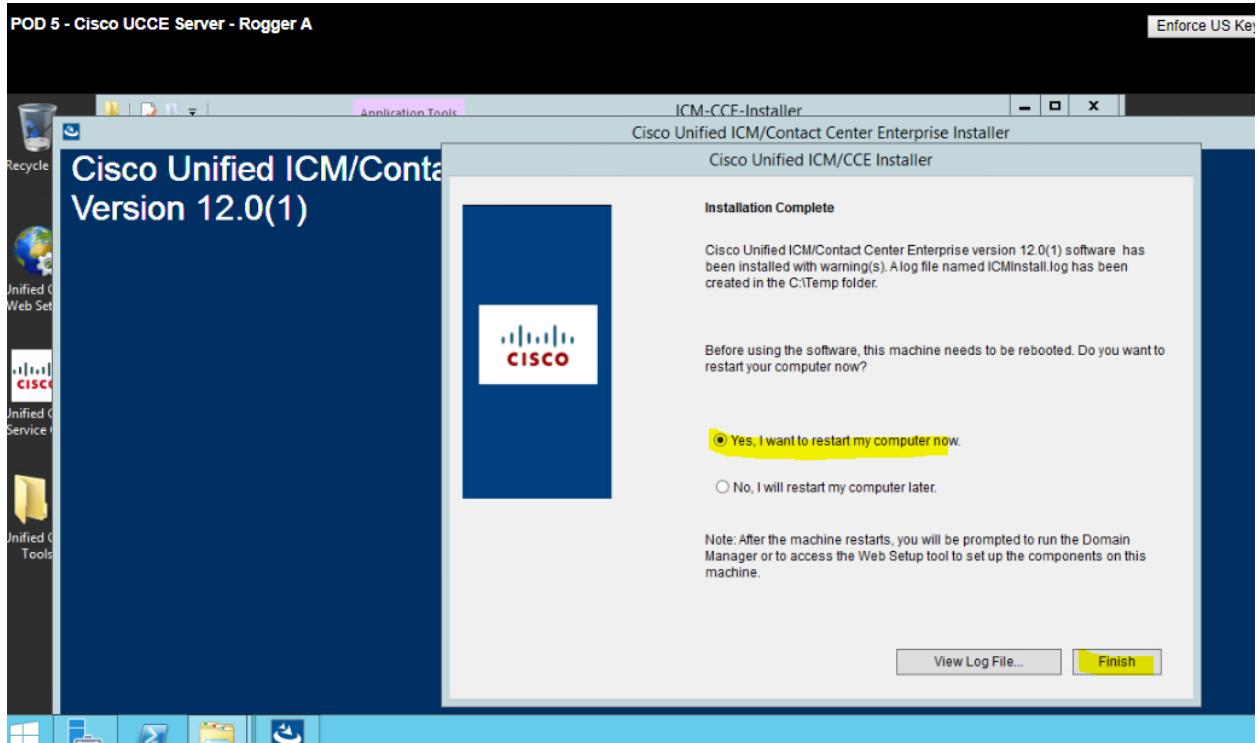 POD 5 - Cisco UCCE Server - Rogger A
Enforce US Key
Application Tools
ICM-CCE-Installer
Cisco Unified ICM/Contact Center Enterprise Installer
Recycle
Cisco Unified ICM/Conta
Version 12.0(1)
Cisco Unified ICM/CCE Installer
Installation Complete
Cisco Unified ICM/Contact Center Enterprise version 12.0(1) software has
been installed with warning(s). A log file named ICMInstall.log has been
created in the C:\Temp folder.
Unified C
Web Set
CISCO
Before using the software, this machine needs to be rebooted. Do you want to
restart your computer now?
CISCO
Unified C
Service
Yes, I want to restart my computer now.
No, I will restart my computer later.
Unified C
Tools
Note: After the machine restarts, you will be prompted to run the Domain
Manager or to access the Web Setup tool to set up the components on this
machine.
View Log File...
Finish